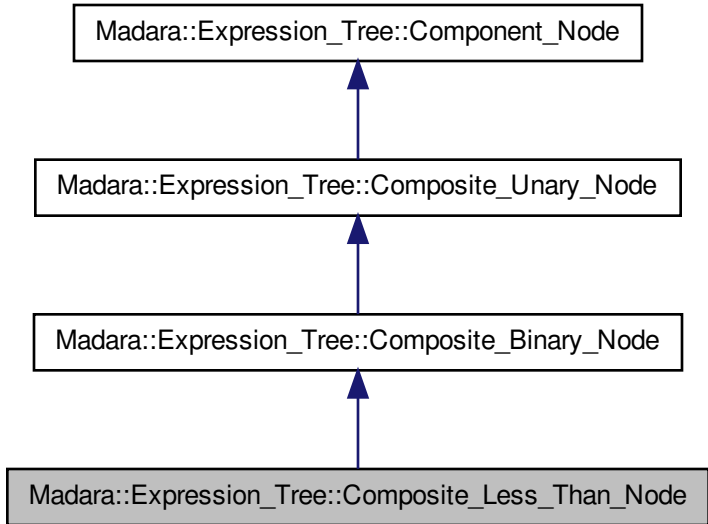 Madara::Expression_Tree::Component_Node
Madara::Expression_Tree::Composite_Unary_Node
Madara::Expression_Tree::Composite_Binary_Node
Madara::Expression_Tree::Composite_Less_Than_Node